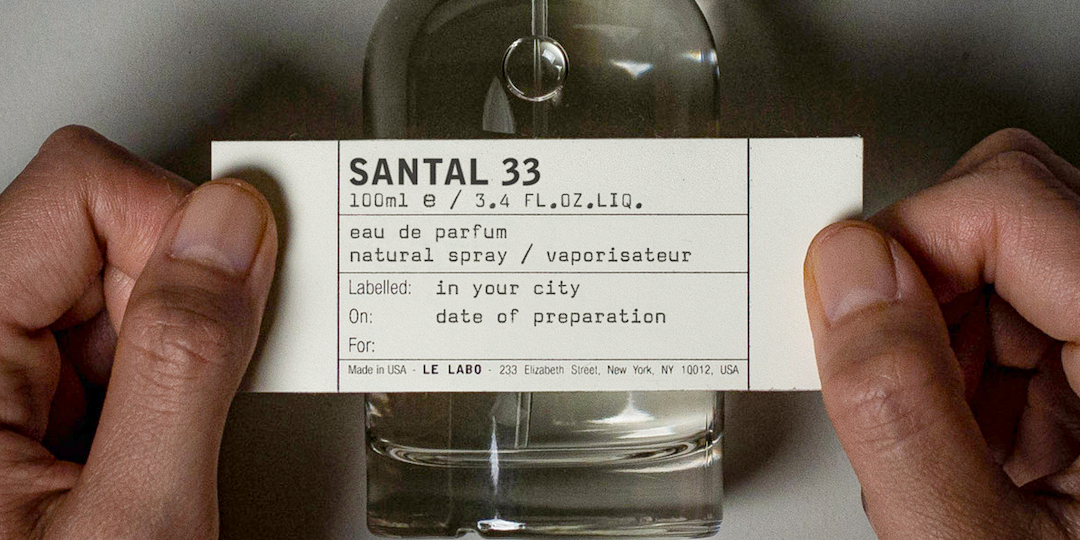 SANTAL 33
100ml e / 3.4 FL.OZ.LIQ.
eau de parfum
natural spray / vaporisateur
Labelled: in your city
On: date of preparation
For:
Made in USA - LE LABO - 233 Elizabeth Street, New York, NY 10012, USA